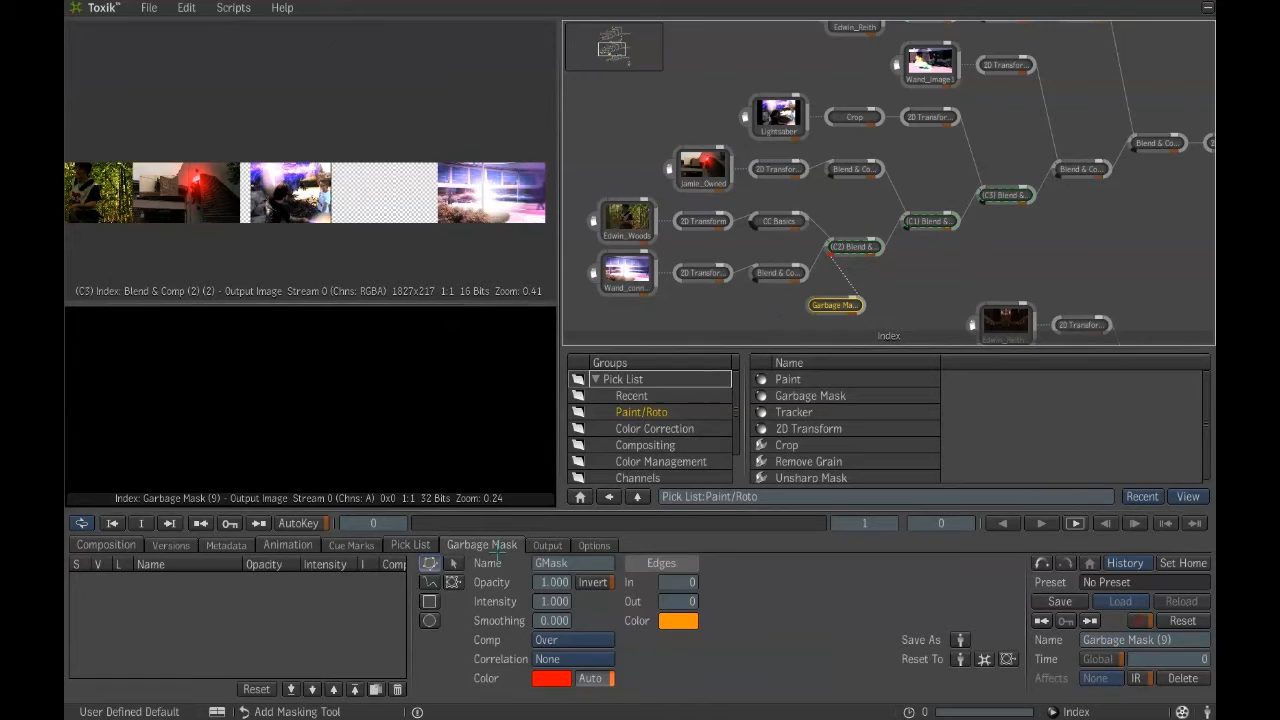 Toxik™ File Edit Scripts Help
Edwin_Reith
Wand_Image1 2D Transfor...
Lightsaber Crop 2D Transfor...
Blend & Co...
Jamie_Owned 2D Transfor... Blend & Co... Blend & Co...
(C3) Blend &...
Edwin_Woods 2D Transform CC Basics (C1) Blend &...
(C2) Blend &...
Wand_conn... 2D Transfor... Blend & Co...
(C3) Index: Blend & Comp (2) (2) - Output Image Stream 0 (Chns: RGBA) 1827x217 1:1 16 Bits Zoom: 0.41
Garbage Ma...
Edwin_reith 2D Transfor...
Index
Groups Name
Pick List Paint
Recent Garbage Mask
Paint/Roto Tracker
Color Correction 2D Transform
Compositing Crop
Color Management Remove Grain
Channels Unsharp Mask
Index: Garbage Mask (9) - Output Image Stream 0 (Chns: A) 0x0 1:1 32 Bits Zoom: 0.24
Pick List:Paint/Roto Recent View
AutoKey 0 1 0
Composition Versions Metadata Animation Cue Marks Pick List Garbage Mask Output Options
S V L Name Opacity Intensity I Comp
Name GMask Edges
History Set Home
Opacity 1.000 Invert In 0
Preset No Preset
Intensity 1.000 Out 0
Save Load Reload
Smoothing 0.000 Color
Reset
Comp Over
Save As
Name Garbage Mask (9)
Correlation None
Reset To
Time Global 0
Color Auto
Affects None IR Delete
Reset
User Defined Default Add Masking Tool 0 Index